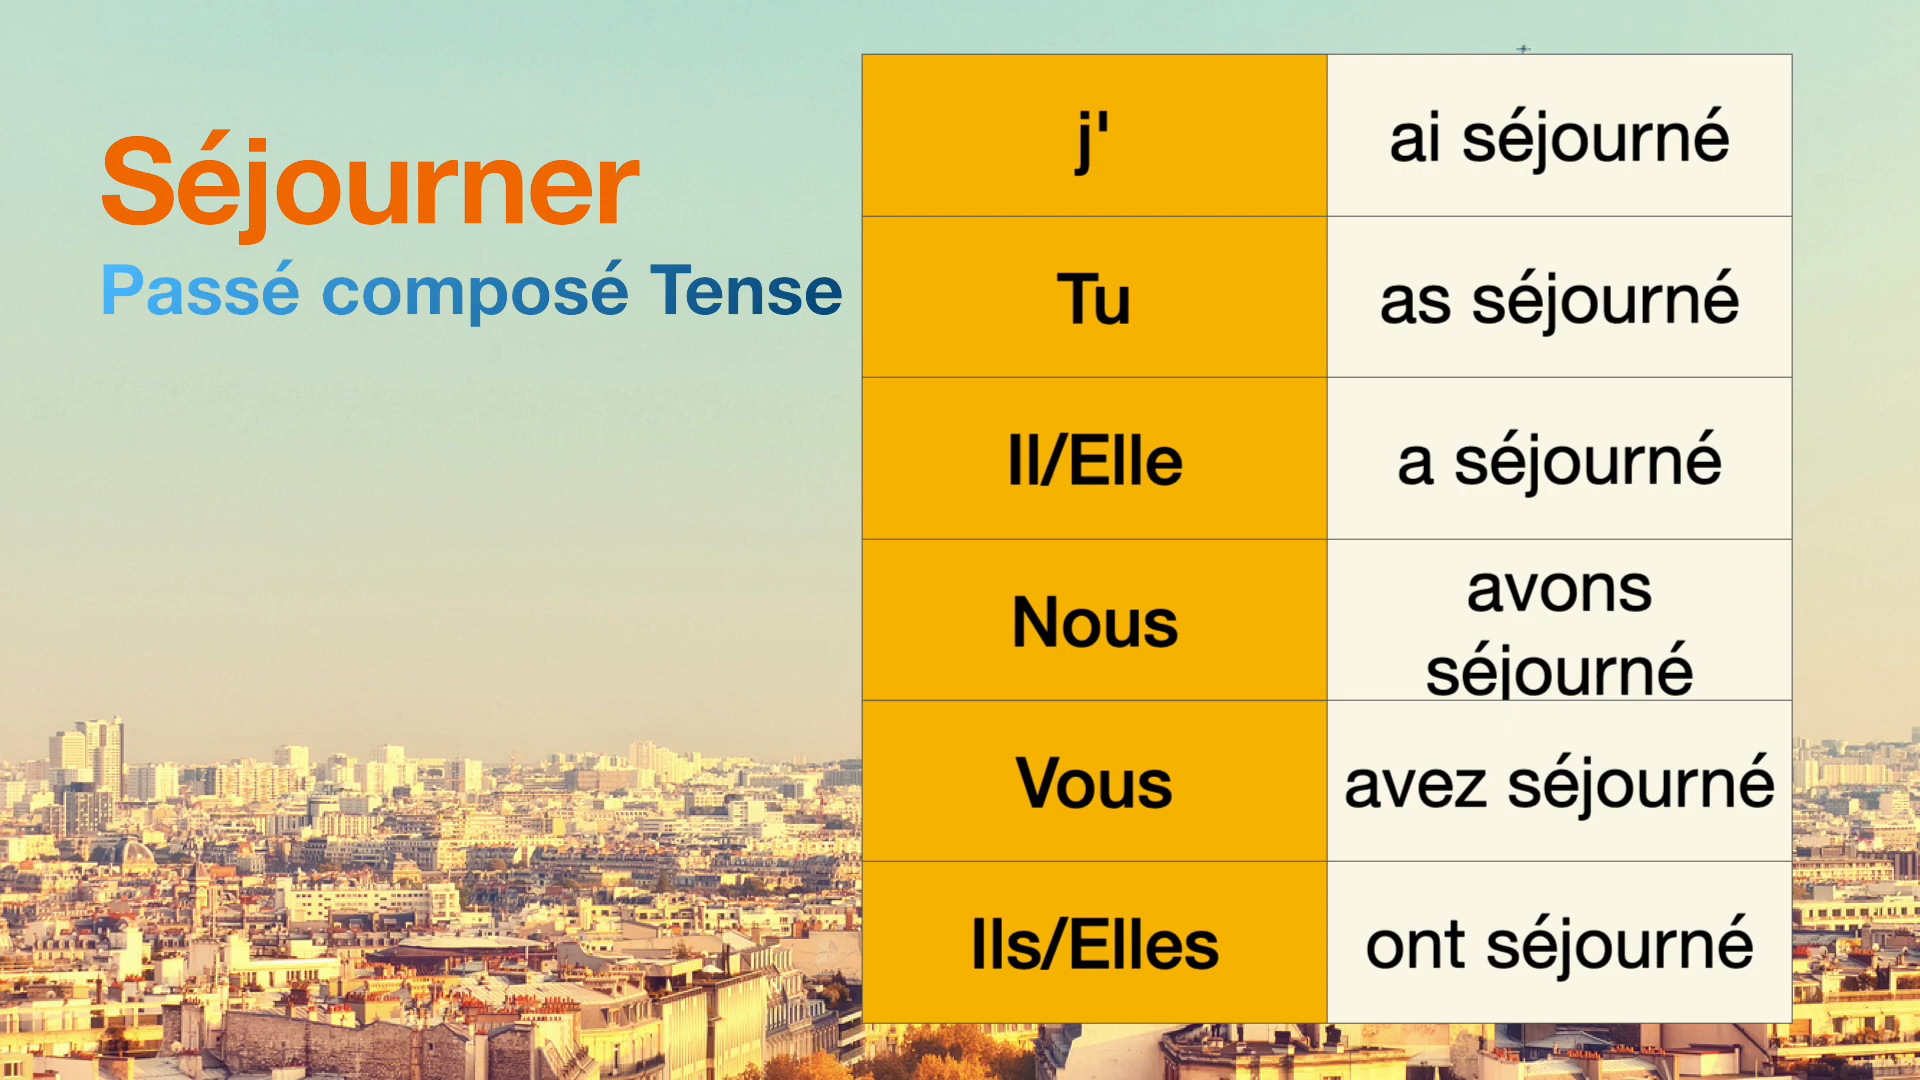 Séjourner
Passé composé Tense
j' ai séjourné
Tu as séjourné
Il/Elle a séjourné
Nous avons
séjourné
Vous avez séjourné
Ils/Elles ont séjourné